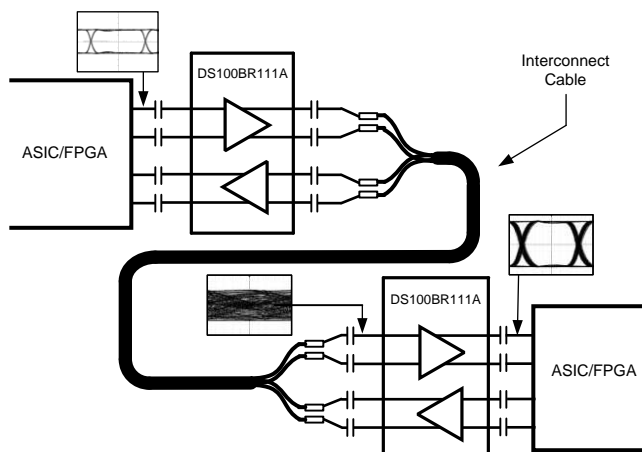 DS100BR111A
Interconnect
Cable
ASIC/FPGA
DS100BR111A
ASIC/FPGA